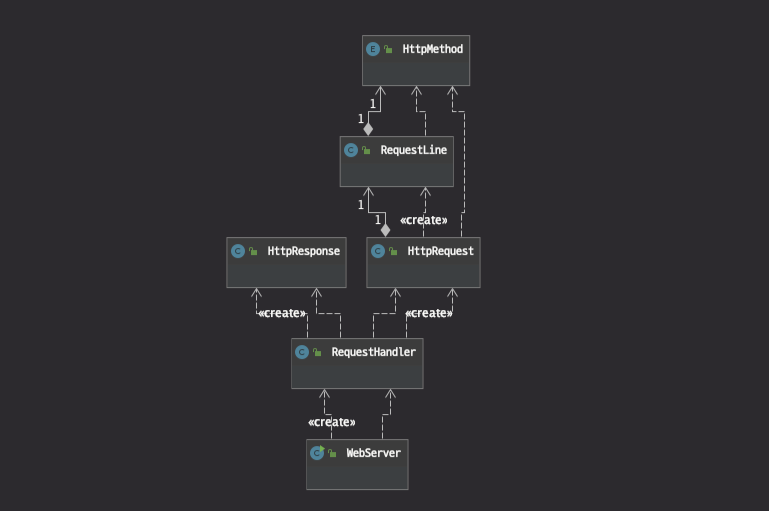 E HttpMethod
1
1
C RequestLine
1
1
«create»
C HttpResponse
C HttpRequest
«create»
«create»
C RequestHandler
«create»
C WebServer